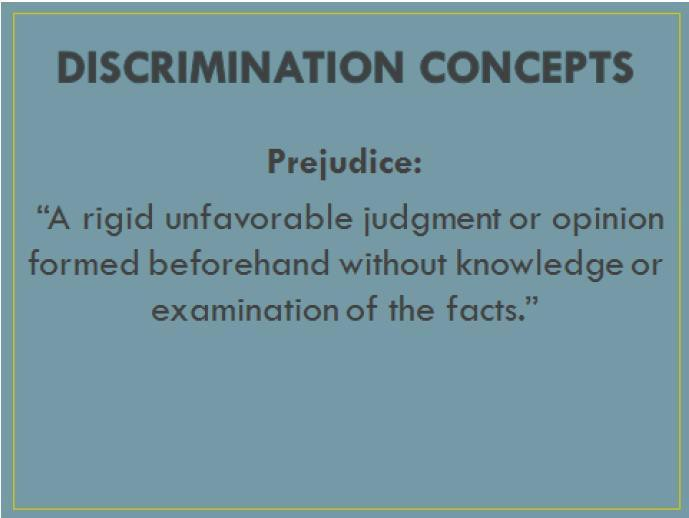 DISCRIMINATION CONCEPTS
Prejudice:
“A rigid unfavorable judgment or opinion
formed beforehand without knowledge or
examination of the facts.”